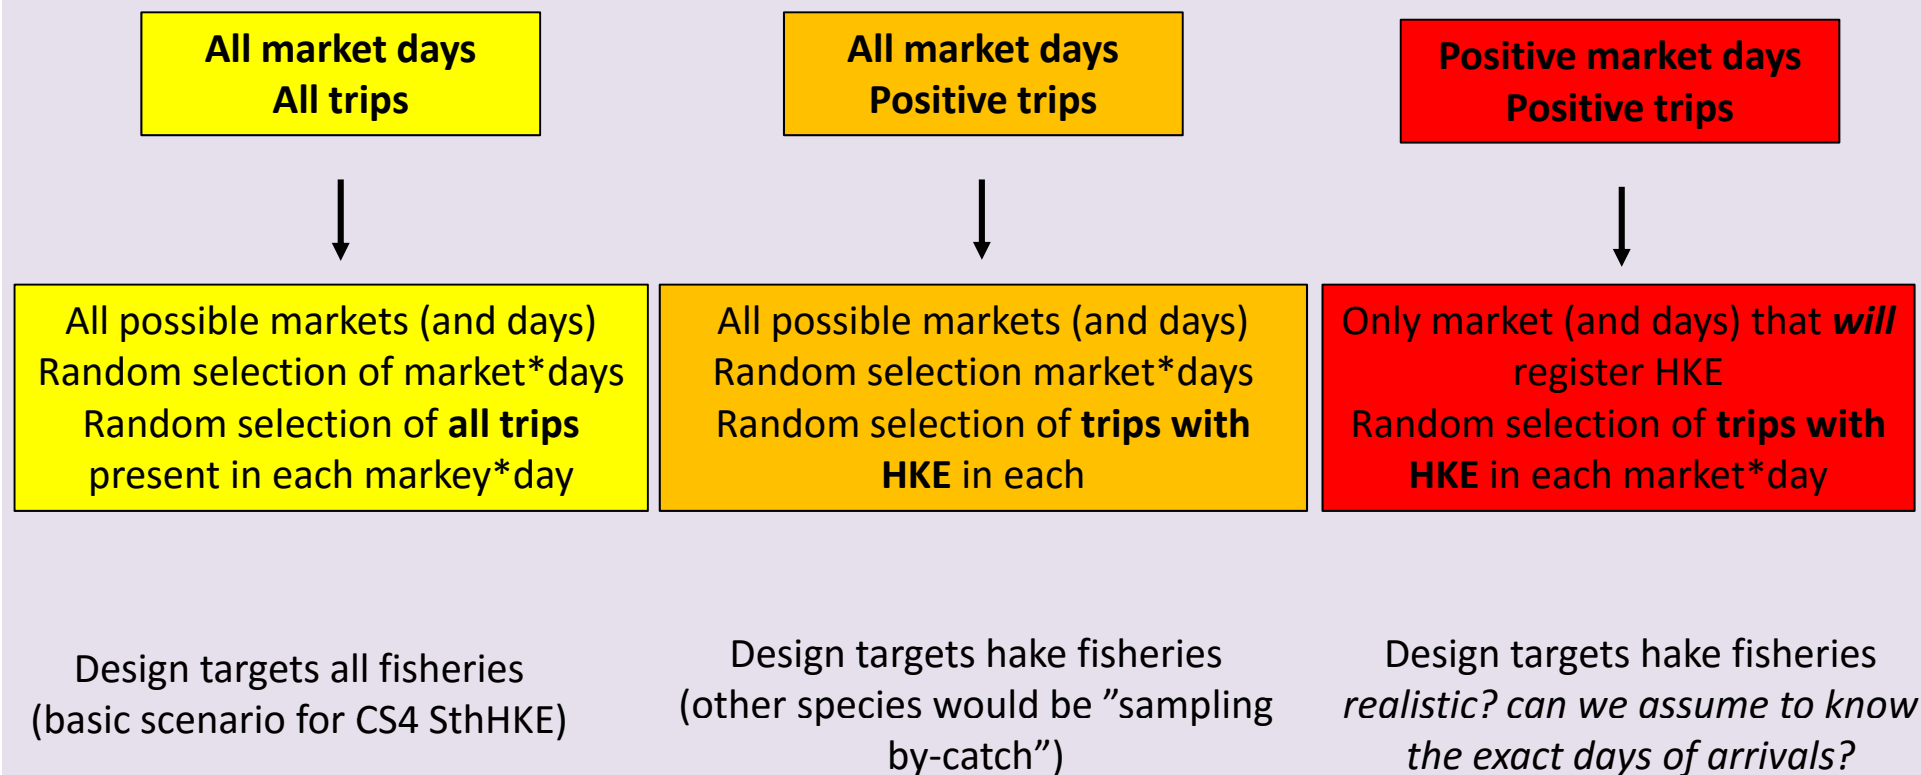 All market days
All trips
All market days
Positive trips
Positive market days
Positive trips
All possible markets (and days)
Random selection of market*days
Random selection of all trips
present in each markey*day
All possible markets (and days)
Random selection market*days
Random selection of trips with
HKE in each
Only market (and days) that will
register HKE
Random selection of trips with
HKE in each market*day
Design targets all fisheries
(basic scenario for CS4 SthHKE)
Design targets hake fisheries
(other species would be ”sampling
by-catch”)
Design targets hake fisheries
realistic? can we assume to know
the exact days of arrivals?